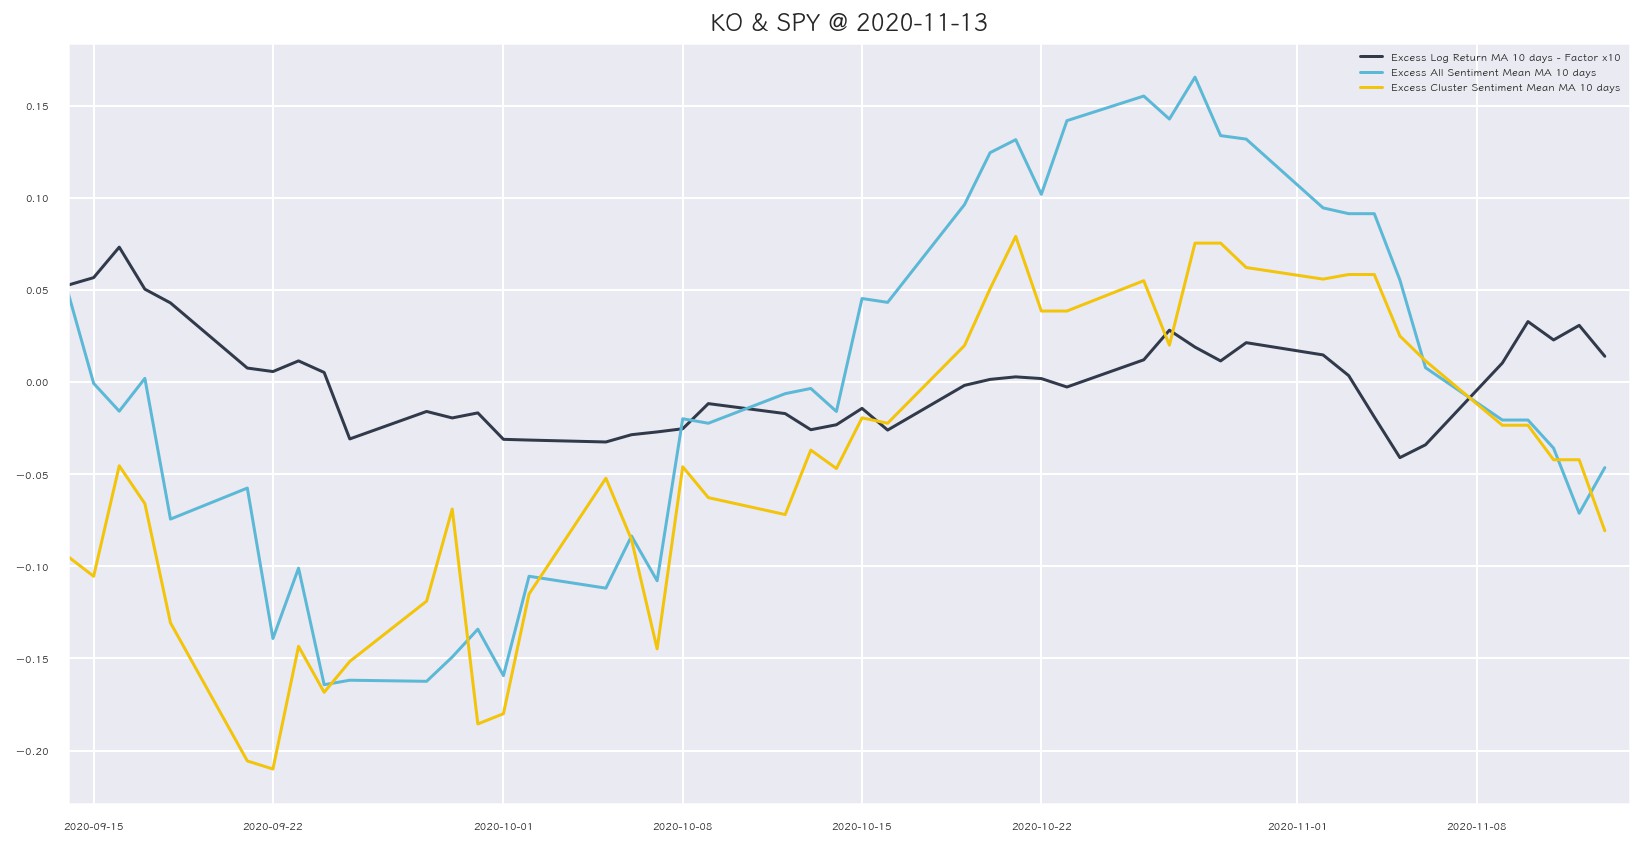 KO & SPY @ 2020-11-13
Excess Log Return MA 10 days - Factor x10
Excess All Sentiment Mean MA 10 days
Excess Cluster Sentiment Mean MA 10 days
0.15
0.10
0.05
0.00
−0.05
−0.10
−0.15
−0.20
2020-09-15 2020-09-22 2020-10-01 2020-10-08 2020-10-15 2020-10-22 2020-11-01 2020-11-08